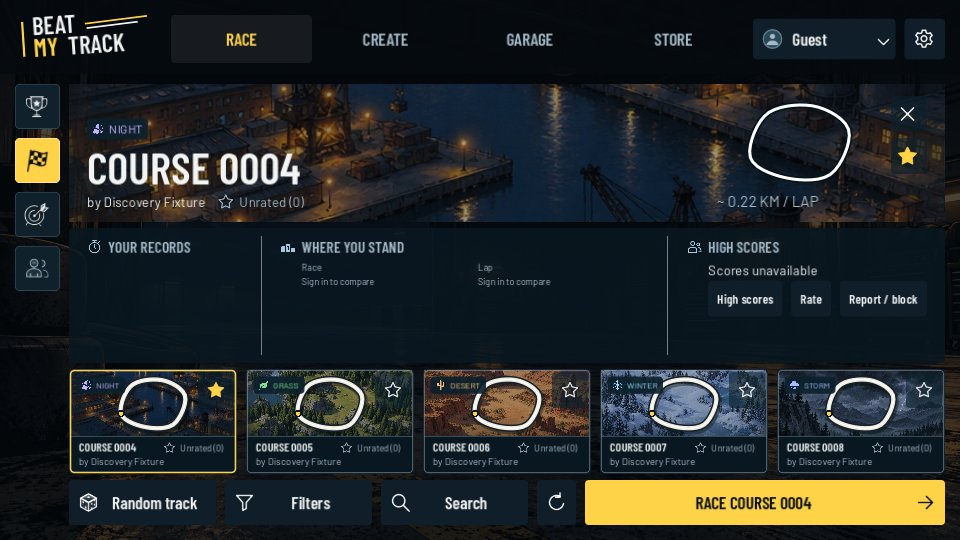 BEAT
MY TRACK
RACE
CREATE
GARAGE
STORE
Guest
NIGHT
COURSE 0004
by Discovery Fixture
Unrated (0)
~ 0.22 KM / LAP
YOUR RECORDS
WHERE YOU STAND
Race
Sign in to compare
Lap
Sign in to compare
HIGH SCORES
Scores unavailable
High scores
Rate
Report / block
NIGHT
COURSE 0004
Unrated (0)
by Discovery Fixture
GRASS
COURSE 0005
Unrated (0)
by Discovery Fixture
DESERT
COURSE 0006
Unrated (0)
by Discovery Fixture
WINTER
COURSE 0007
Unrated (0)
by Discovery Fixture
STORM
COURSE 0008
Unrated (0)
by Discovery Fixture
Random track
Filters
Search
RACE COURSE 0004